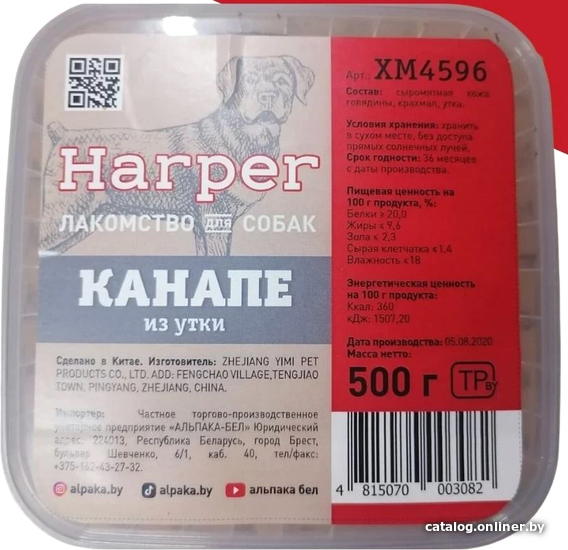 Harper
ЛАКОМСТВО для СОБАК
КАНАПЕ
ИЗ УТКИ
Сделано в Китае. Изготовитель: ZHEJIANG YIMI PET
PRODUCTS CO., LTD. ADD: FENGCHAO VILLAGE,TENGJIAO
TOWN, PINGYANG, ZHEJIANG, CHINA.
Импортер: Частное торгово-производственное
унитарное предприятие «АЛЬПАКА-БЕЛ» Юридический
адрес: 224013, Республика Беларусь, город Брест,
бульвар Шевченко, 6/1, каб. 40, тел/факс:
+375-162-43-27-32.
alpaka.by alpaka.by альпака бел
Арт.: XM4596
Состав: сыромятная кожа
говядины, крахмал, утка.
Условия хранения: хранить
в сухом месте, без доступа
прямых солнечных лучей.
Срок годности: 36 месяцев
с даты производства.
Пищевая ценность на
100 г продукта, %:
Белки ≥ 20,0
Жиры ≤ 9,6
Зола ≤ 2,3
Сырая клетчатка ≤1,4
Влажность ≤18
Энергетическая ценность
на 100 г продукта:
Ккал: 360
кДж: 1507,20
Дата производства: 05.08.2020
Масса нетто:
500 г ТР BY
4 815070 003082
catalog.onliner.by